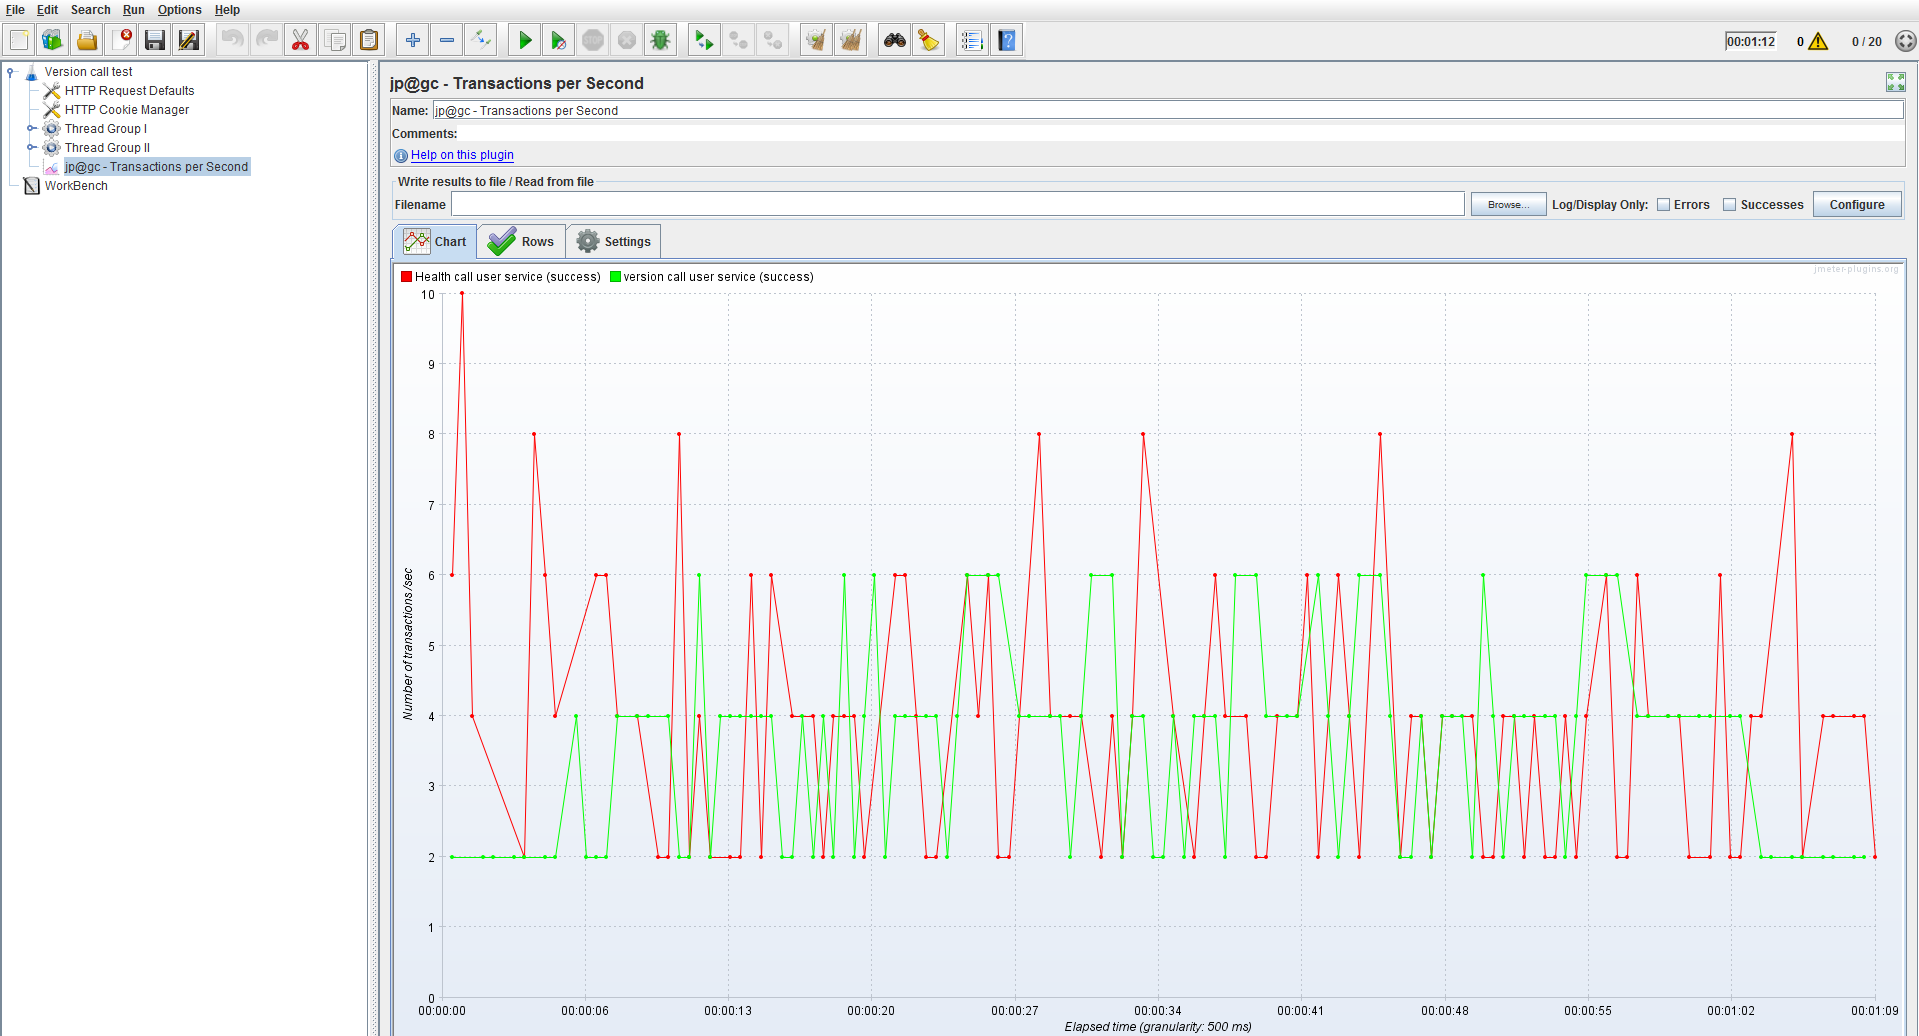 File Edit Search Run Options Help
00:01:12 0 0 / 20
Version call test
HTTP Request Defaults
HTTP Cookie Manager
Thread Group I
Thread Group II
jp@gc - Transactions per Second
WorkBench
jp@gc - Transactions per Second
Name: jp@gc - Transactions per Second
Comments:
Help on this plugin
Write results to file / Read from file
Filename Browse... Log/Display Only: Errors Successes Configure
Chart Rows Settings
Health call user service (success) version call user service (success)
jmeter-plugins.org
10
9
8
7
6
5
4
3
2
1
0
Number of transactions /sec
00:00:00 00:00:06 00:00:13 00:00:20 00:00:27 00:00:34 00:00:41 00:00:48 00:00:55 00:01:02 00:01:09
Elapsed time (granularity: 500 ms)